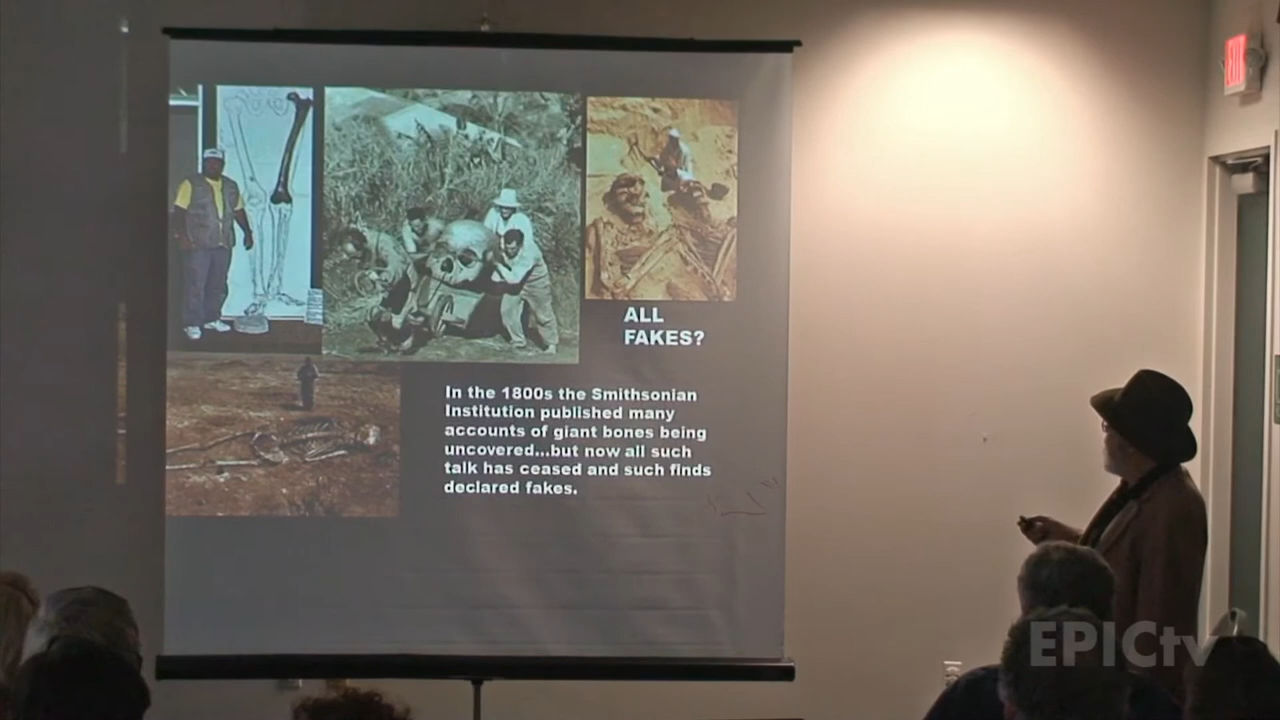 EXIT
ALL
FAKES?
In the 1800s the Smithsonian
Institution published many
accounts of giant bones being
uncovered...but now all such
talk has ceased and such finds
declared fakes.
EPICtv